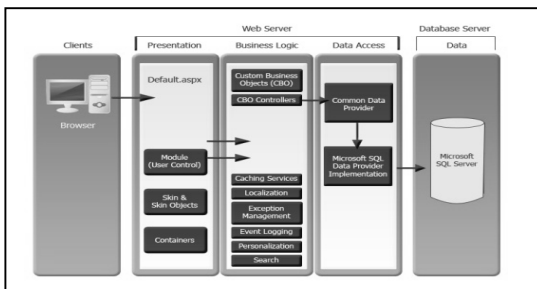 Web Server
Database Server
Clients
Presentation
Business Logic
Data Access
Data
Browser
Default.aspx
Module
(User Control)
Skin &
Skin Objects
Containers
Custom Business
Objects (CBO)
CBO Controllers
Caching Services
Localization
Exception
Management
Event Logging
Personalization
Search
Common Data
Provider
Microsoft SQL
Data Provider
Implementation
Microsoft
SQL Server